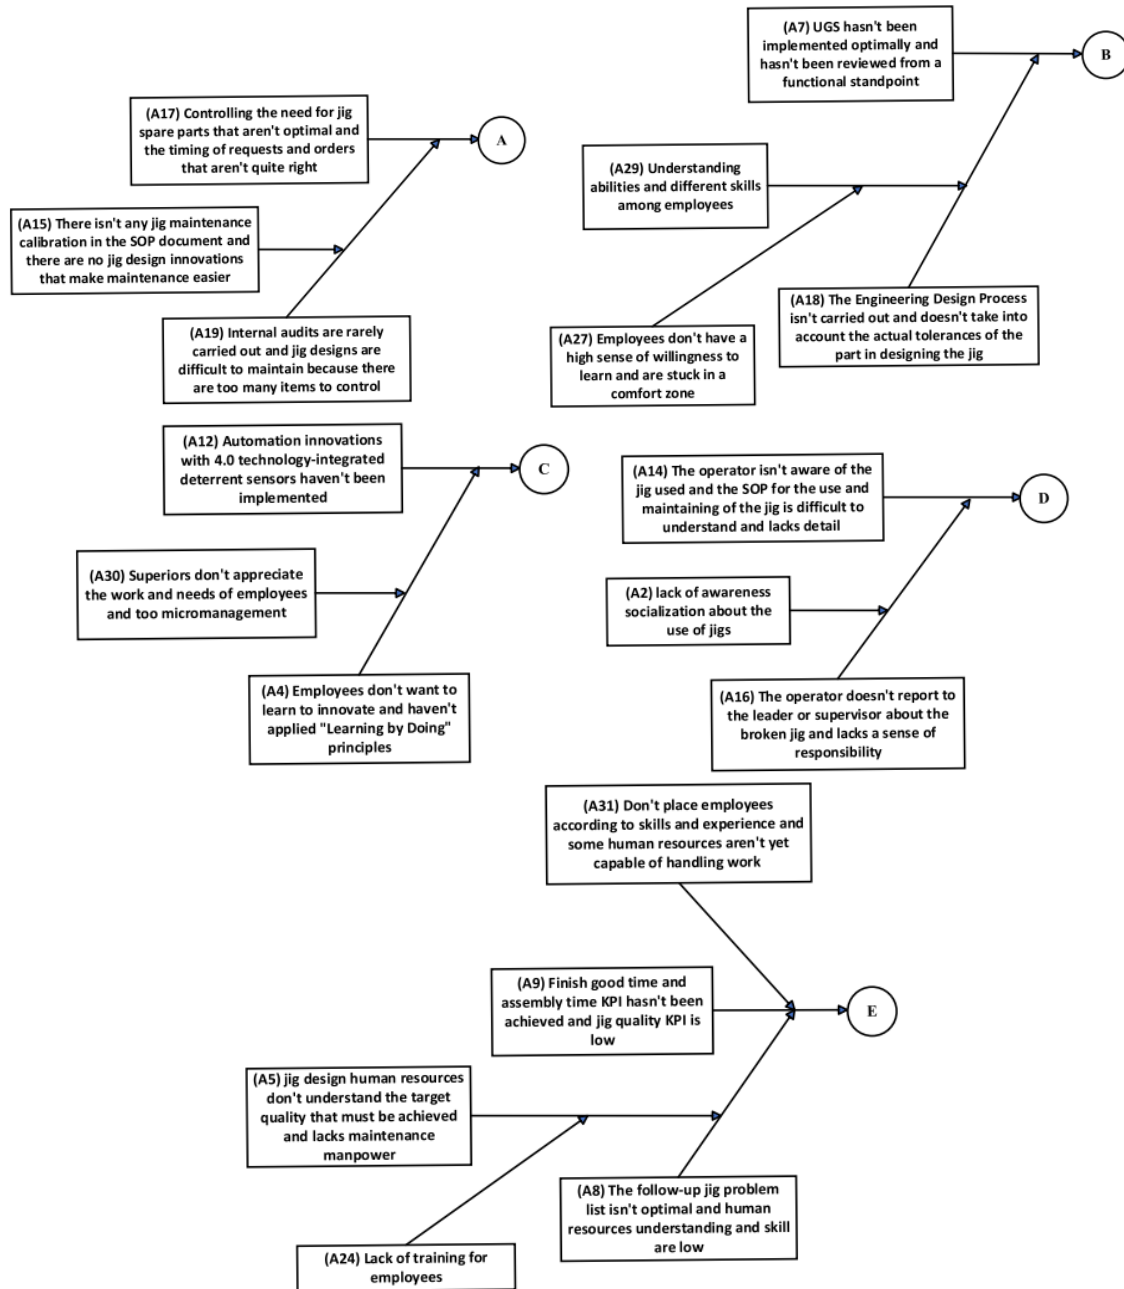 (A7) UGS hasn't been
implemented optimally and
hasn't been reviewed from a
functional standpoint
B
(A17) Controlling the need for jig
spare parts that aren't optimal and
the timing of requests and orders
that aren't quite right
A
(A29) Understanding
abilities and different skills
among employees
(A15) There isn't any jig maintenance
calibration in the SOP document and
there are no jig design innovations
that make maintenance easier
(A18) The Engineering Design Process
isn't carried out and doesn't take into
account the actual tolerances of the
part in designing the jig
(A19) Internal audits are rarely
carried out and jig designs are
difficult to maintain because there
are too many items to control
(A27) Employees don't have a
high sense of willingness to
learn and are stuck in a
comfort zone
(A12) Automation innovations
with 4.0 technology-integrated
deterrent sensors haven't been
implemented
C
(A14) The operator isn't aware of the
jig used and the SOP for the use and
maintaining of the jig is difficult to
understand and lacks detail
D
(A30) Superiors don't appreciate
the work and needs of employees
and too micromanagement
(A2) lack of awareness
socialization about the
use of jigs
(A4) Employees don't want to
learn to innovate and haven't
applied "Learning by Doing"
principles
(A16) The operator doesn't report to
the leader or supervisor about the
broken jig and lacks a sense of
responsibility
(A31) Don't place employees
according to skills and experience and
some human resources aren't yet
capable of handling work
(A9) Finish good time and
assembly time KPI hasn't been
achieved and jig quality KPI is
low
E
(A5) jig design human resources
don't understand the target
quality that must be achieved
and lacks maintenance
manpower
(A8) The follow-up jig problem
list isn't optimal and human
resources understanding and skill
are low
(A24) Lack of training for
employees